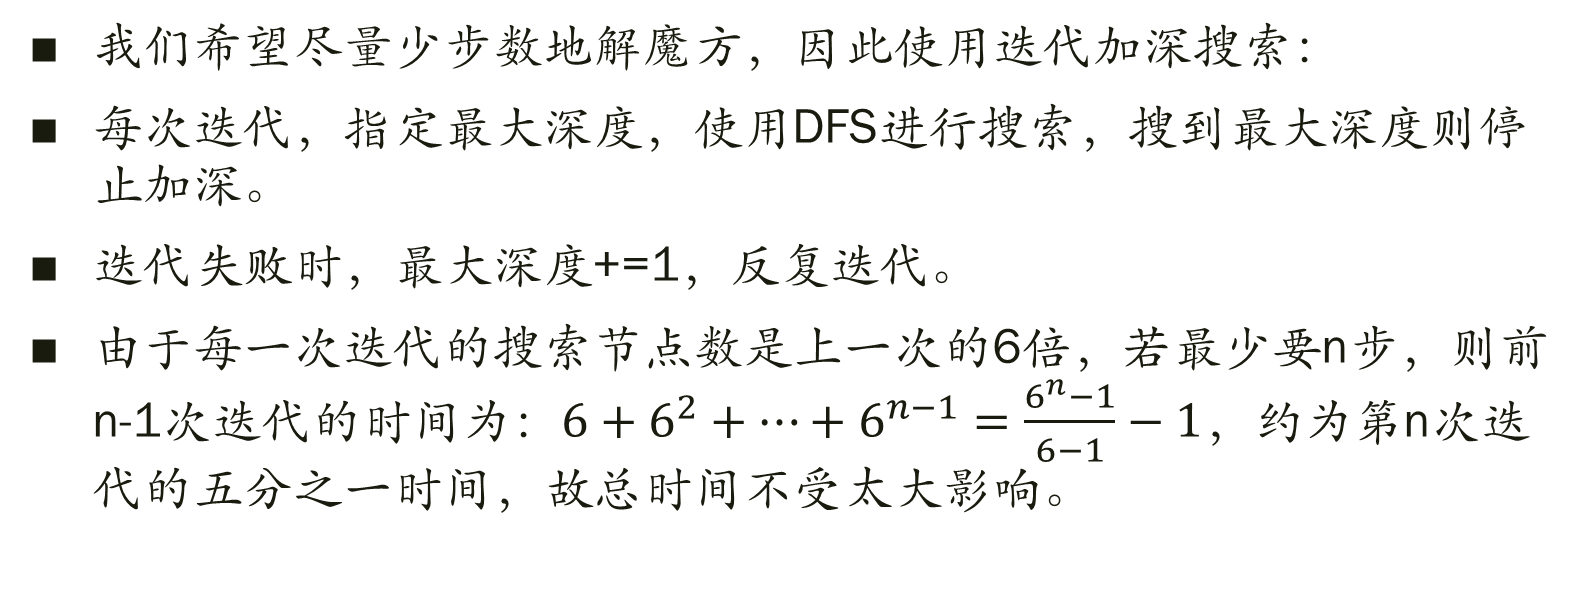 ■ 我们希望尽量少步数地解魔方，因此使用迭代加深搜索：
■ 每次迭代，指定最大深度，使用DFS进行搜索，搜到最大深度则停
止加深。
■ 迭代失败时，最大深度+=1，反复迭代。
■ 由于每一次迭代的搜索节点数是上一次的6倍，若最少要n步，则前
n-1次迭代的时间为：$6 + 6^2 + \cdots + 6^{n-1} = \frac{6^n-1}{6-1} - 1$，约为第n次迭
代的五分之一时间，故总时间不受太大影响。